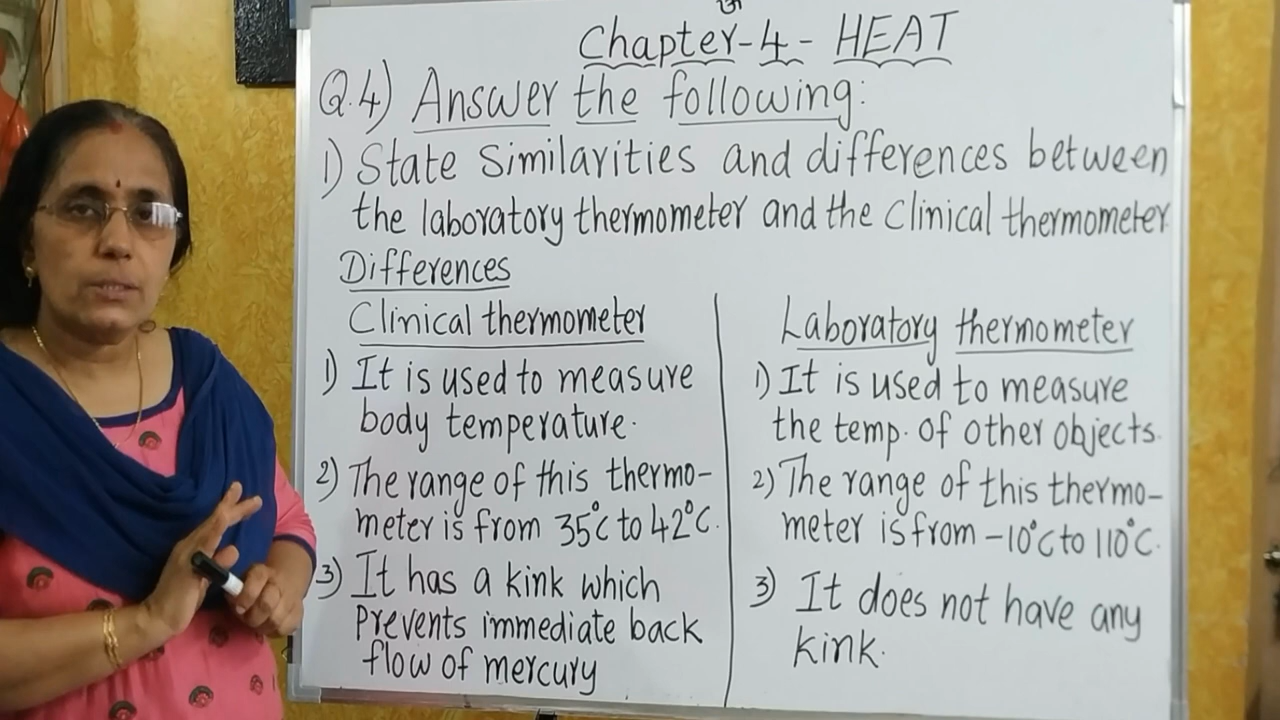 ૐ
Chapter-4- HEAT
Q.4) Answer the following:
1) State Similarities and differences between
the laboratory thermometer and the Clinical thermometer
Differences
Clinical thermometer
1) It is used to measure
body temperature.
2) The range of this thermo-
meter is from 35°C to 42°C.
3) It has a kink which
Prevents immediate back
flow of mercury
Laboratory thermometer
1) It is used to measure
the temp. of other objects.
2) The range of this thermo-
meter is from -10°C to 110°C.
3) It does not have any
kink.